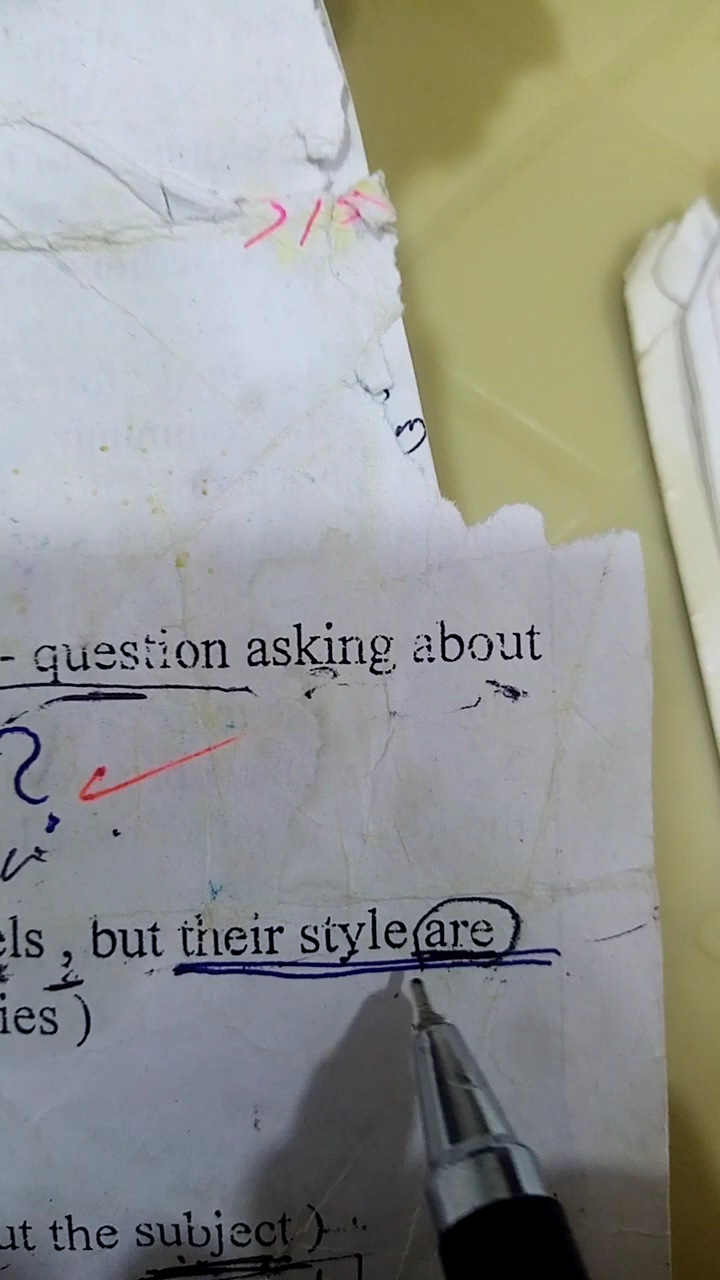 - question asking about
?
els , but their style are
ies )
ut the subject )